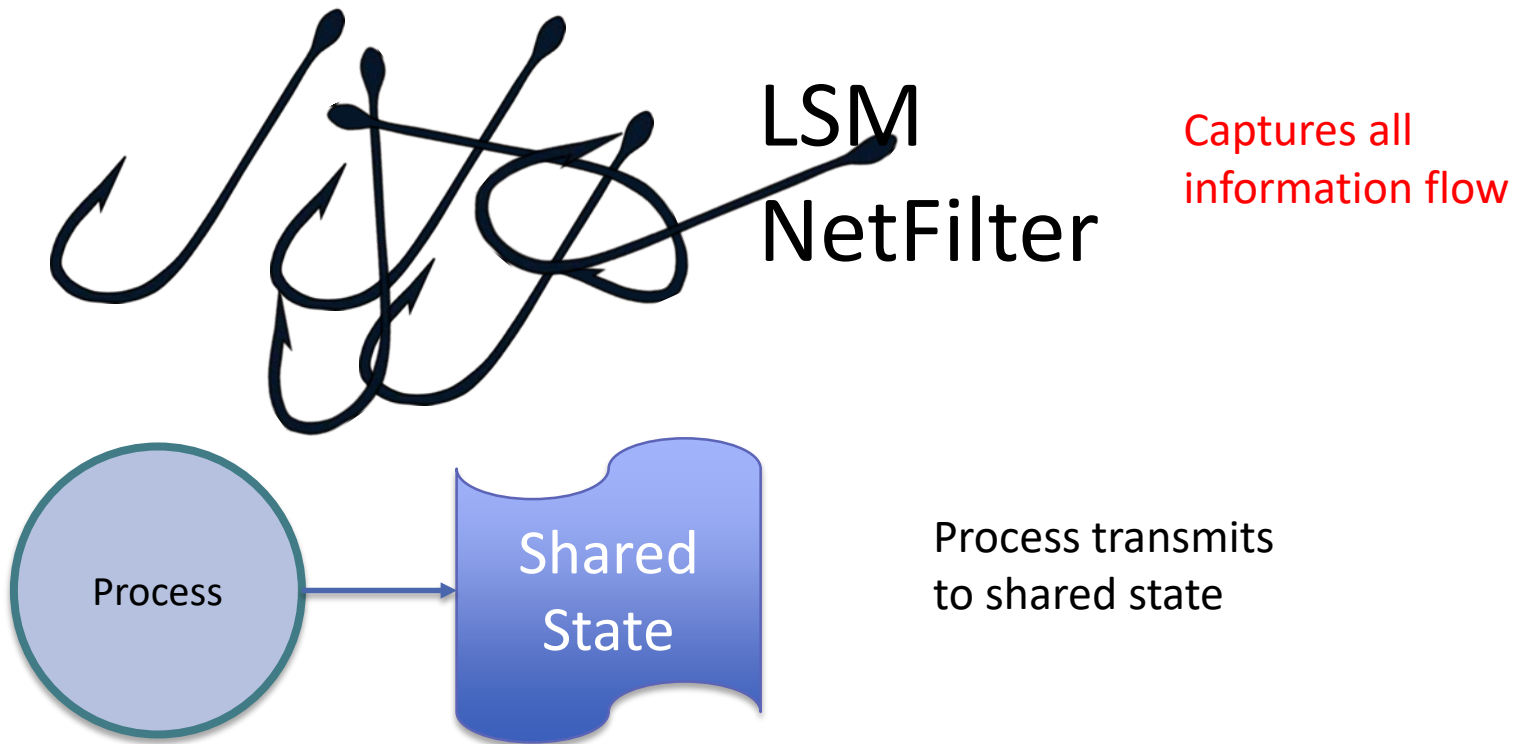 LSM
NetFilter
Captures all
information flow
Process
Shared
State
Process transmits
to shared state